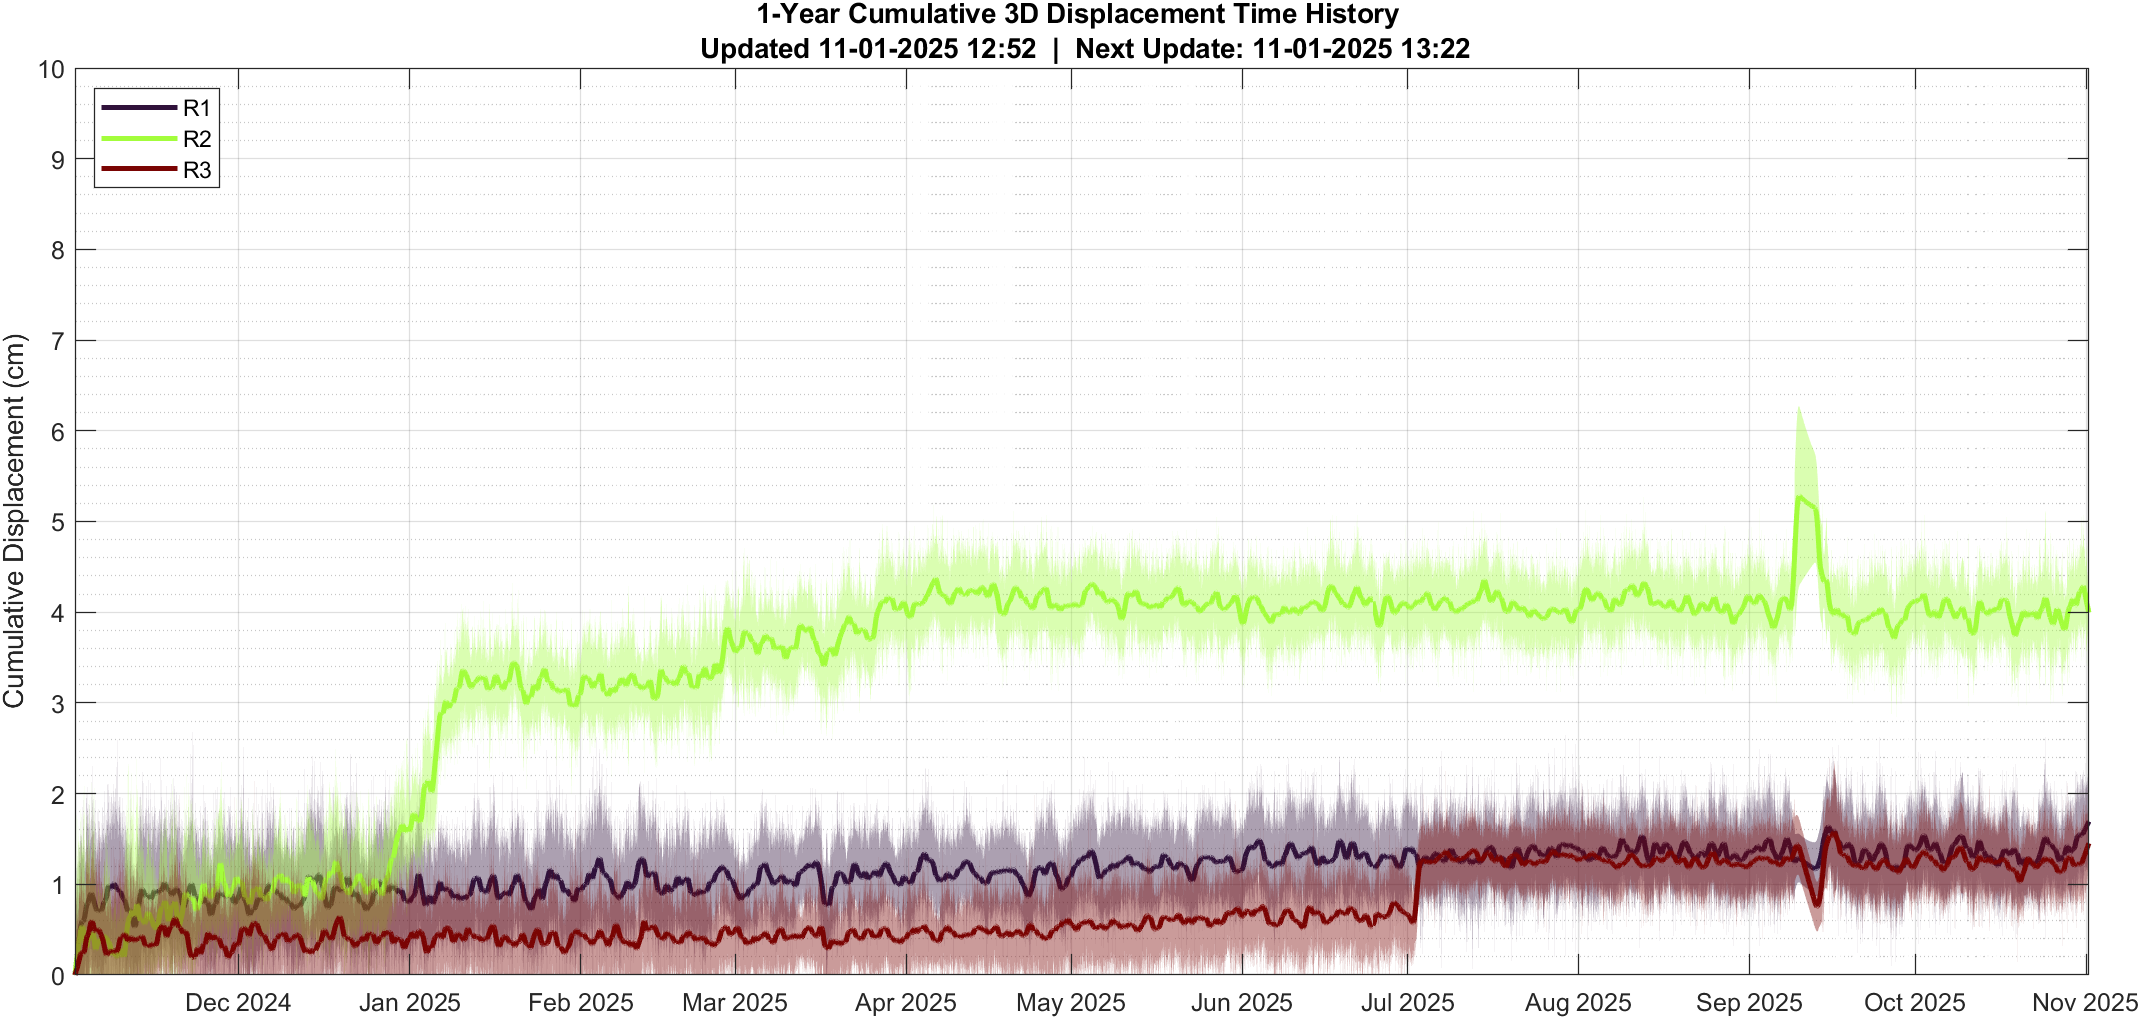 1-Year Cumulative 3D Displacement Time History
Updated 11-01-2025 12:52 | Next Update: 11-01-2025 13:22
R1
R2
R3
Cumulative Displacement (cm)
10
9
8
7
6
5
4
3
2
1
0
Dec 2024 Jan 2025 Feb 2025 Mar 2025 Apr 2025 May 2025 Jun 2025 Jul 2025 Aug 2025 Sep 2025 Oct 2025 Nov 2025